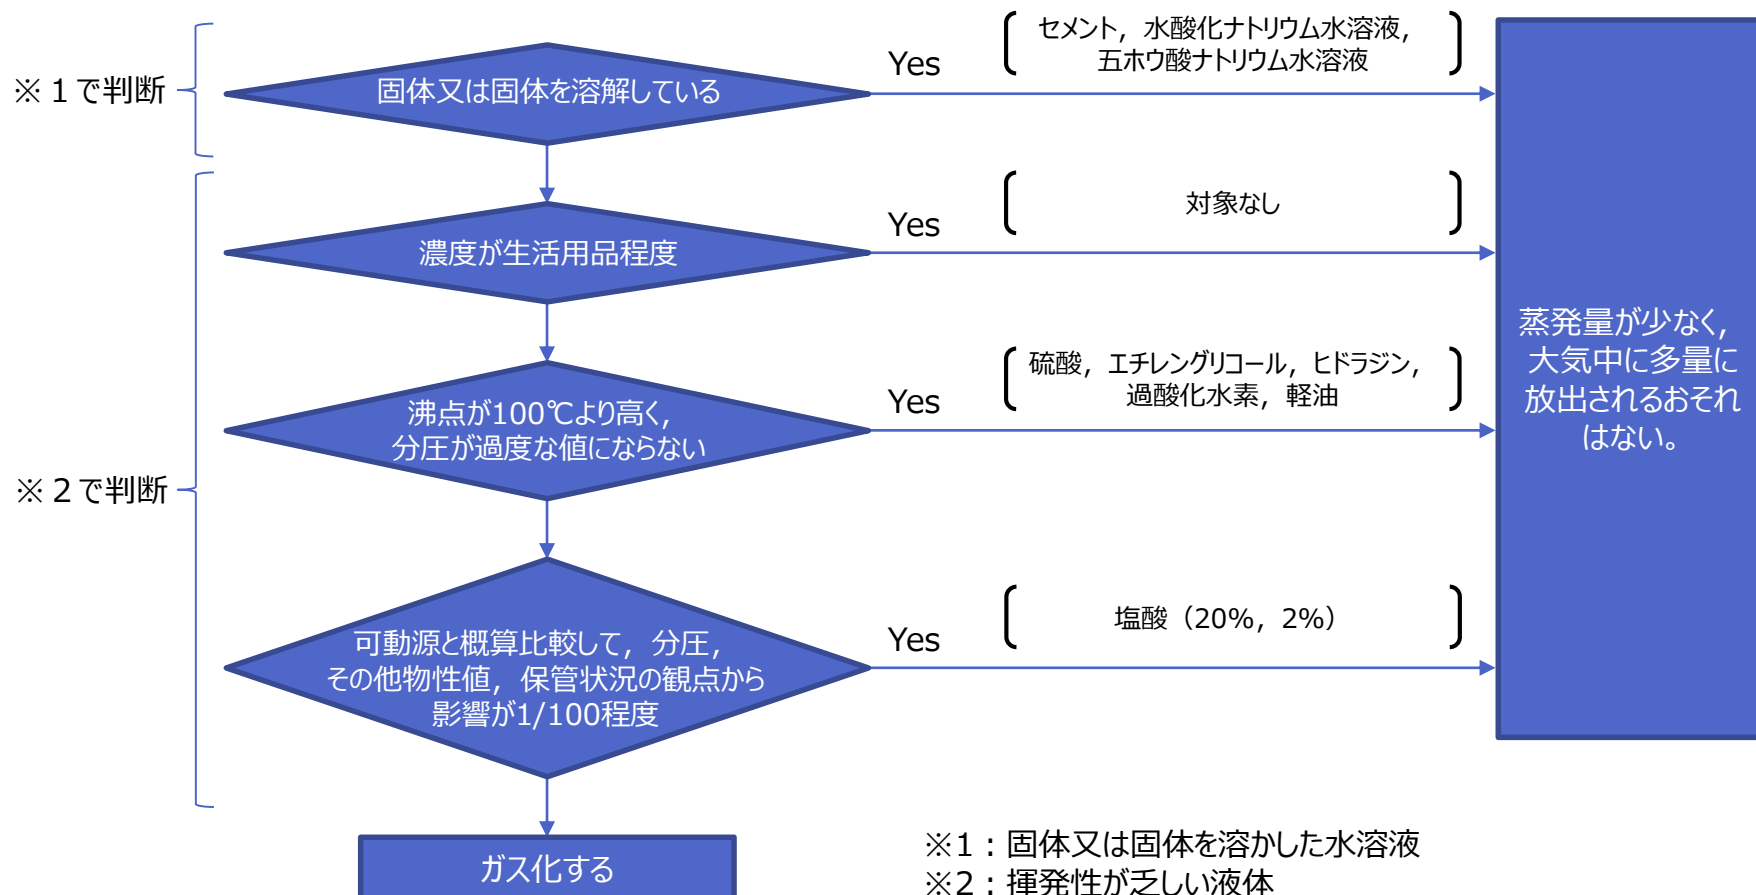 ※１で判断
固体又は固体を溶解している
Yes
セメント，水酸化ナトリウム水溶液，
五ホウ酸ナトリウム水溶液
濃度が生活用品程度
Yes
対象なし
※２で判断
沸点が100℃より高く，
分圧が過度な値にならない
Yes
硫酸，エチレングリコール，ヒドラジン，
過酸化水素，軽油
可動源と概算比較して，分圧，
その他物性値，保管状況の観点から
影響が1/100程度
Yes
塩酸（20%，2%）
蒸発量が少なく，
大気中に多量に
放出されるおそれ
はない。
ガス化する
※1：固体又は固体を溶かした水溶液
※2：揮発性が乏しい液体